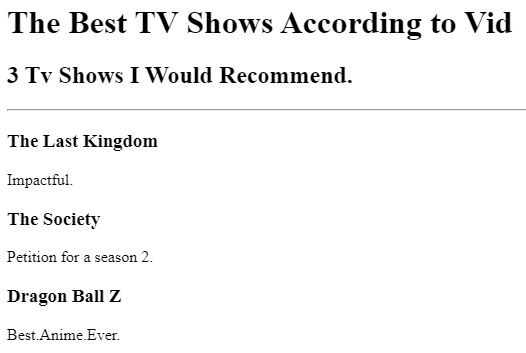 The Best TV Shows According to Vid
3 Tv Shows I Would Recommend.
The Last Kingdom
Impactful.
The Society
Petition for a season 2.
Dragon Ball Z
Best.Anime.Ever.